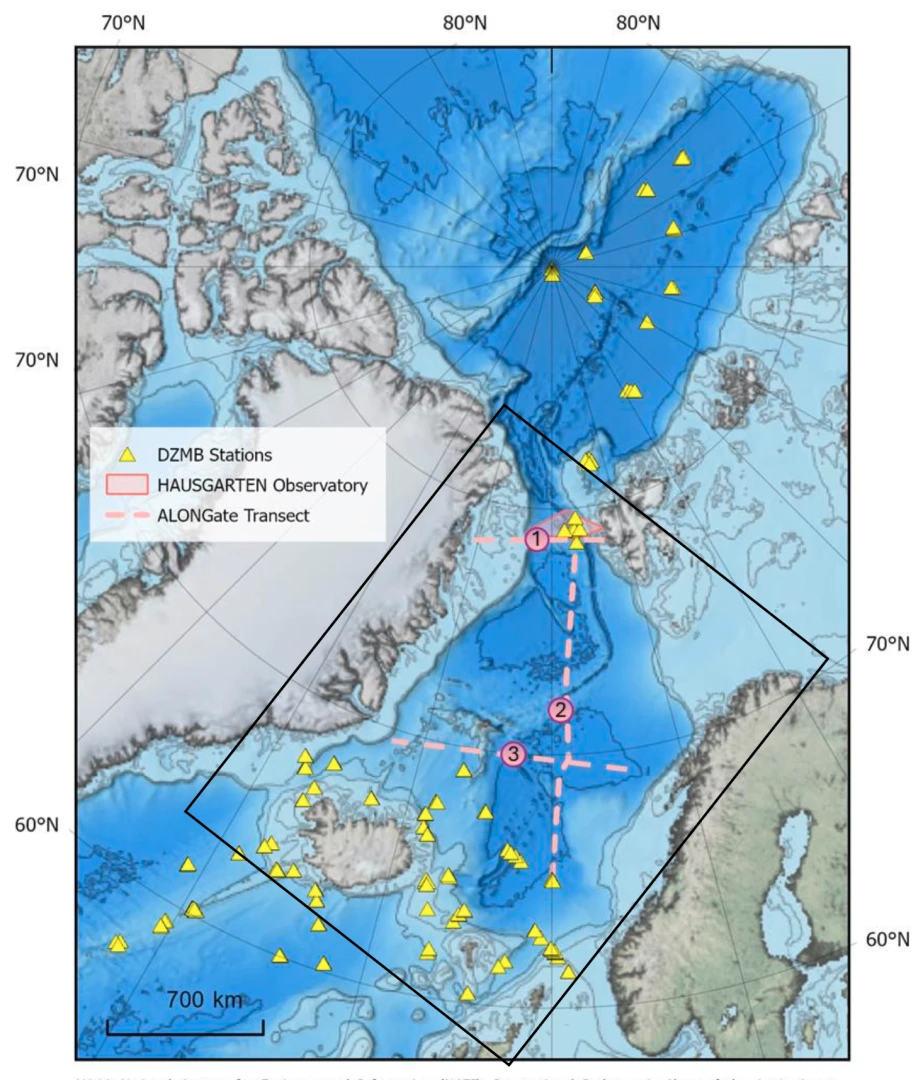 70°N 80°N 80°N
70°N
70°N
DZMB Stations
HAUSGARTEN Observatory
ALONGate Transect
1
70°N
2
3
60°N
60°N
700 km